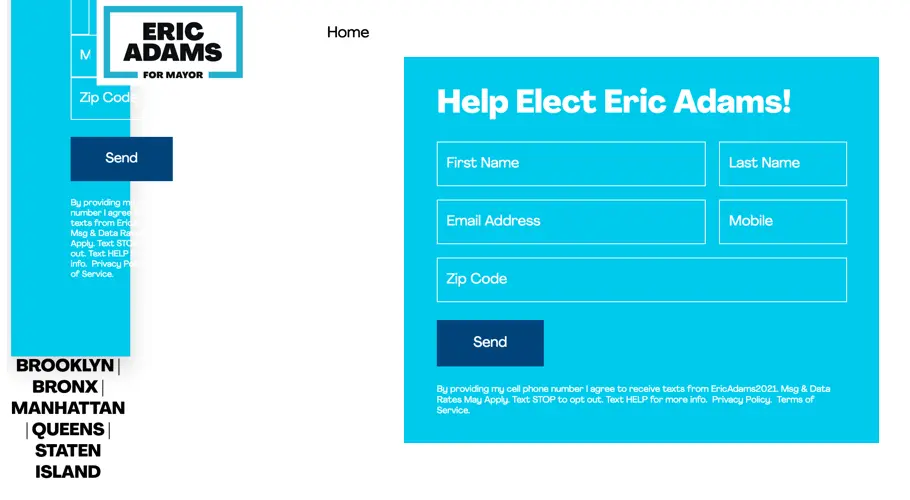 ERIC
ADAMS
FOR MAYOR
Home
M
Zip Code
Send
By providing m
number I agre
texts from Eric
Msg & Data Ra
Apply. Text STO
out. Text HELP
info. Privacy Po
of Service.
BROOKLYN |
BRONX |
MANHATTAN
| QUEENS |
STATEN
ISLAND
Help Elect Eric Adams!
First Name
Last Name
Email Address
Mobile
Zip Code
Send
By providing my cell phone number I agree to receive texts from EricAdams2021. Msg & Data
Rates May Apply. Text STOP to opt out. Text HELP for more info. Privacy Policy. Terms of
Service.